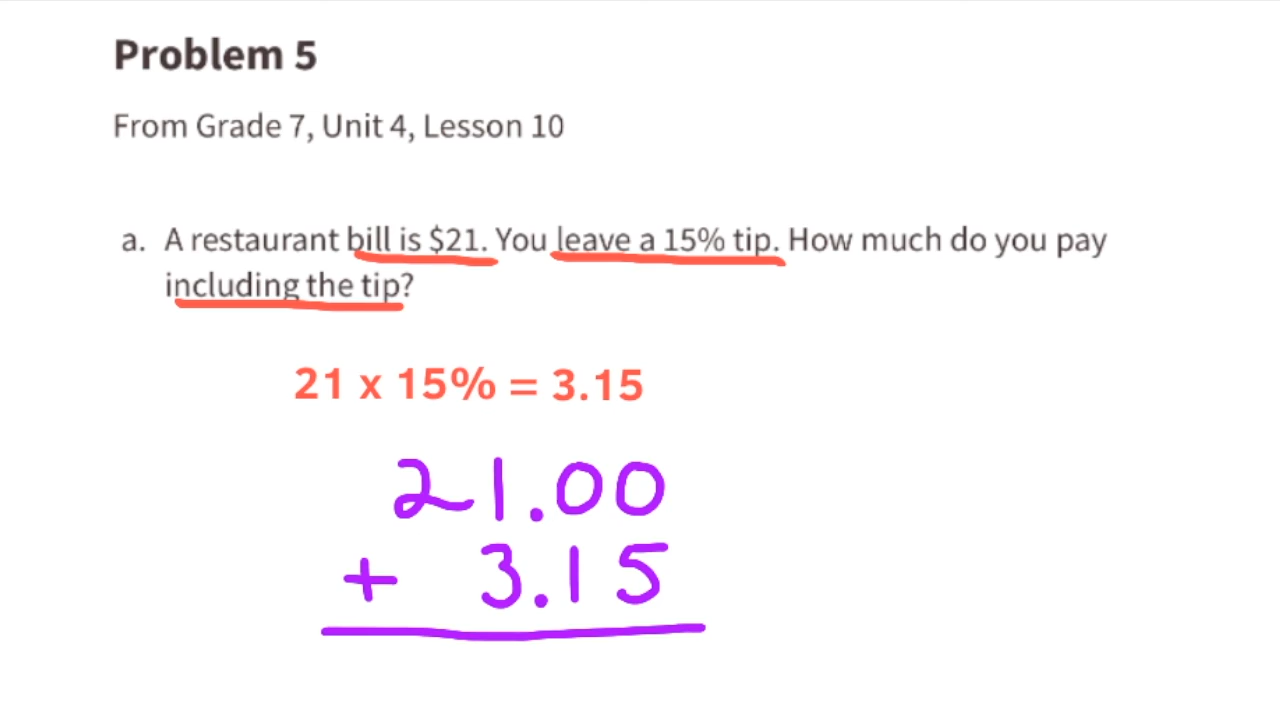 Problem 5
From Grade 7, Unit 4, Lesson 10
a. A restaurant bill is $21. You leave a 15% tip. How much do you pay
including the tip?
21 x 15% = 3.15
21.00
+ 3.15